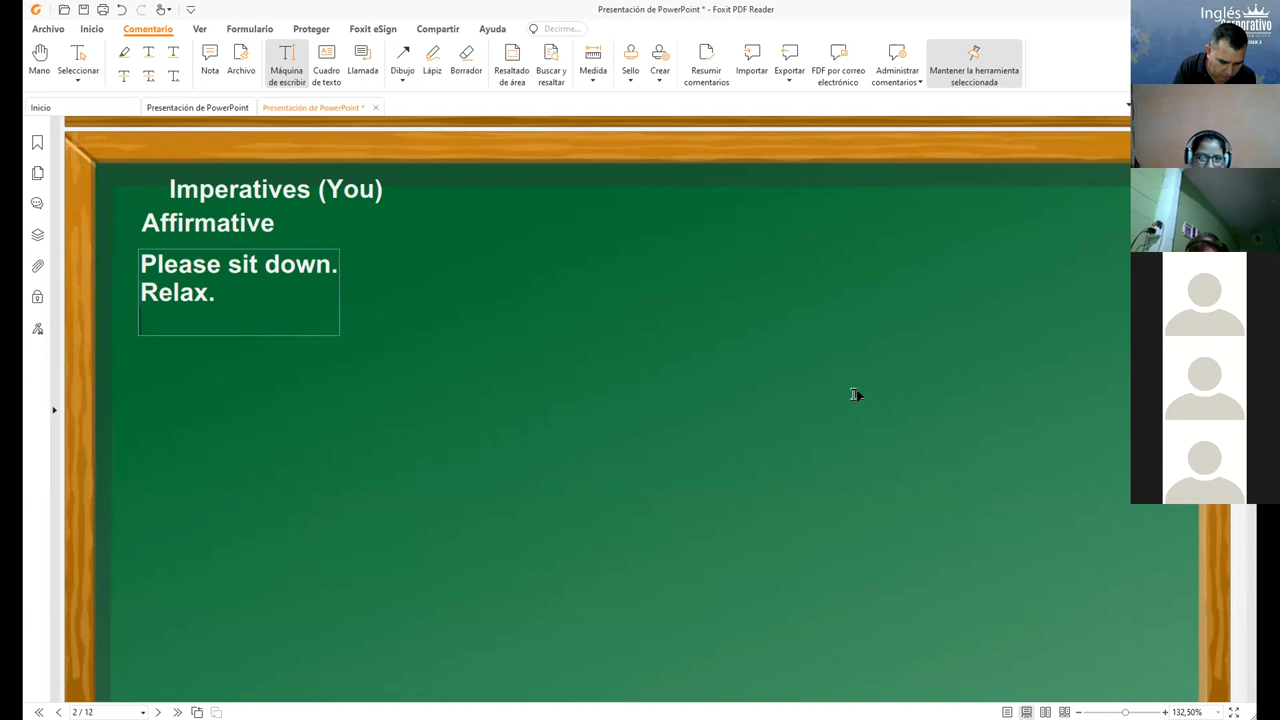 Presentación de PowerPoint * - Foxit PDF Reader
Archivo Inicio Comentario Ver Formulario Proteger Foxit eSign Compartir Ayuda Decirme...
Mano Seleccionar Nota Archivo Máquina de escribir Cuadro de texto Llamada Dibujo Lápiz Borrador Resaltado de área Buscar y resaltar Medida Sello Crear Resumir comentarios Importar Exportar PDF por correo electrónico Administrar comentarios Mantener la herramienta seleccionada
Inicio Presentación de PowerPoint Presentación de PowerPoint *
Inglés
Corporativo
Imperatives (You)
Affirmative
Please sit down.
Relax.
2 / 12
132,50%